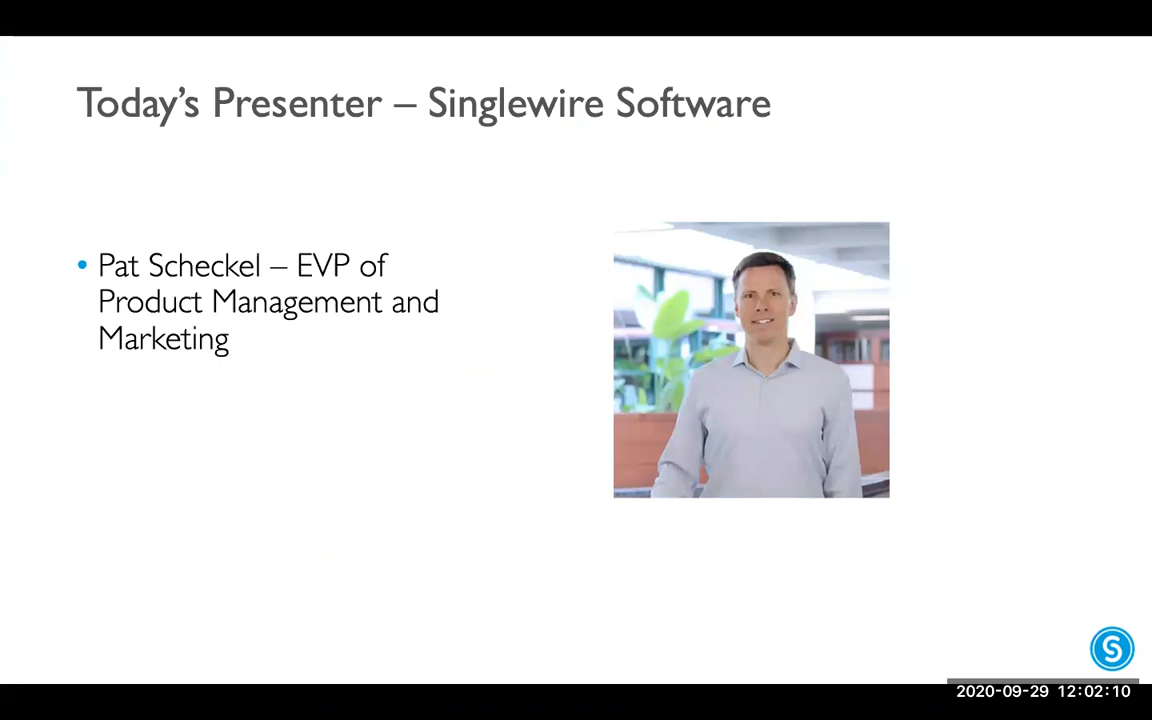 Today's Presenter – Singlewire Software
• Pat Scheckel – EVP of
Product Management and
Marketing
S
2020-09-29 12:02:10